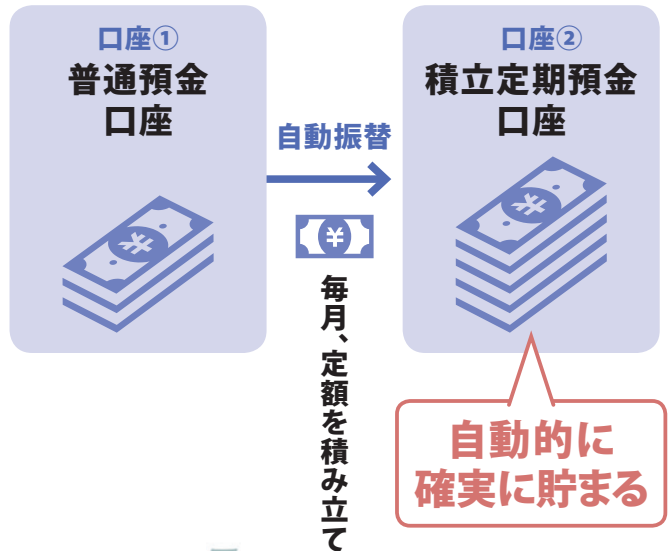 口座①
普通預金
口座
自動振替
¥
¥
毎月、定額を積み立て
口座②
積立定期預金
口座
¥
自動的に
確実に貯まる